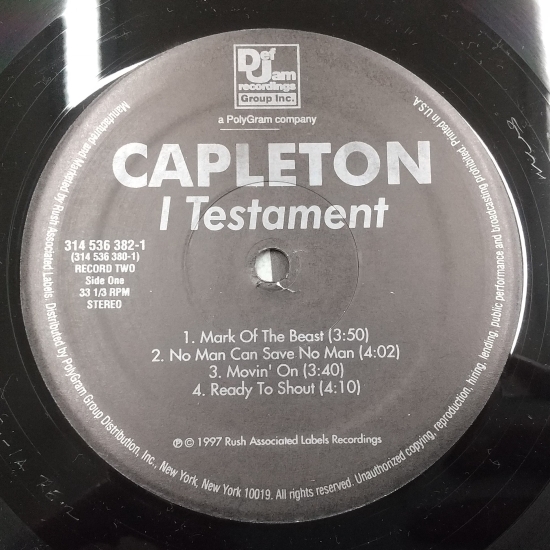 Def
Jam
recordings
Group Inc.
a PolyGram company
CAPLETON
I Testament
314 536 382-1
(314 536 380-1)
RECORD TWO
Side One
33 1/3 RPM
STEREO
1. Mark Of The Beast (3:50)
2. No Man Can Save No Man (4:02)
3. Movin' On (3:40)
4. Ready To Shout (4:10)
℗ © 1997 Rush Associated Labels Recordings
Manufactured and Marketed by Rush Associated Labels. Distributed by PolyGram Group Distribution, Inc., New York, New York 10019. All rights reserved. Unauthorized copying, reproduction, hiring, lending, public performance and broadcasting prohibited Printed in U.S.A.